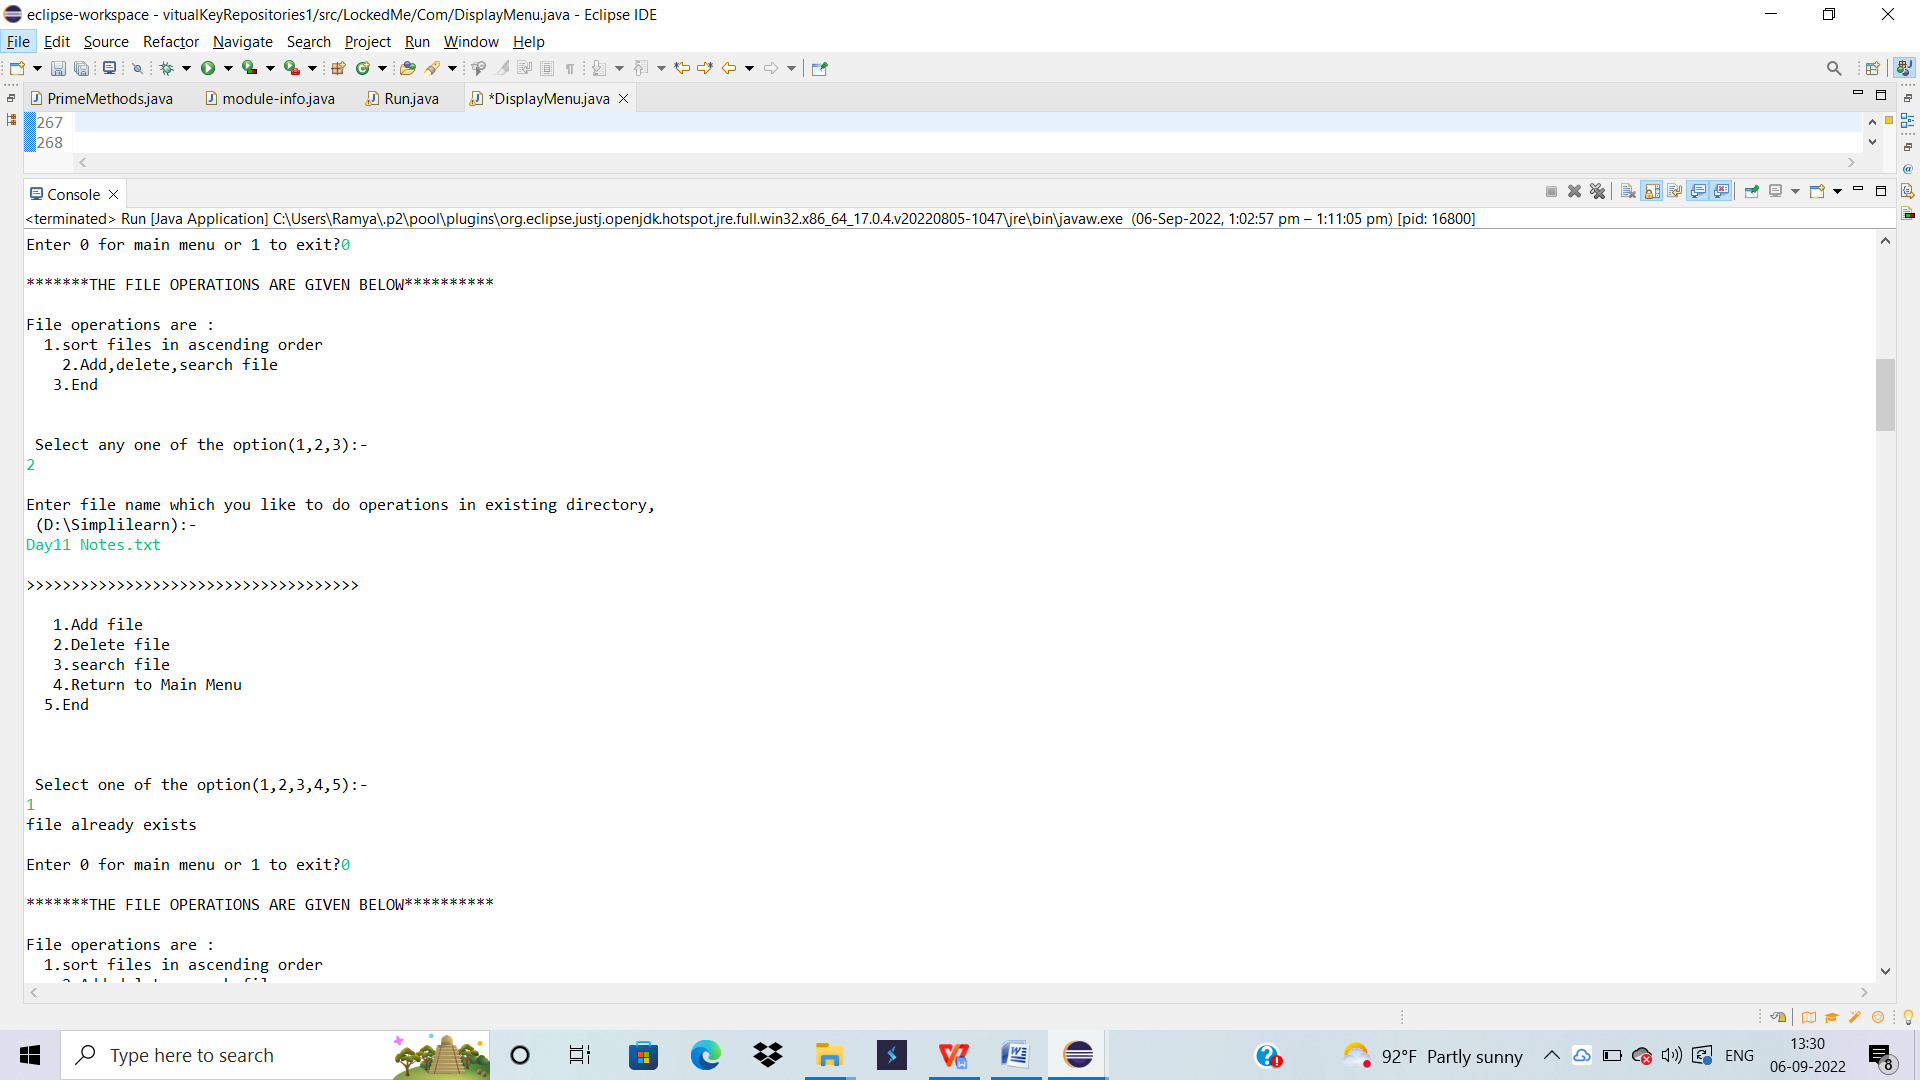 eclipse-workspace - vitualKeyRepositories1/src/LockedMe/Com/DisplayMenu.java - Eclipse IDE
File Edit Source Refactor Navigate Search Project Run Window Help
PrimeMethods.java module-info.java Run.java *DisplayMenu.java
267
268
Console
<terminated> Run [Java Application] C:\Users\Ramya\.p2\pool\plugins\org.eclipse.justj.openjdk.hotspot.jre.full.win32.x86_64_17.0.4.v20220805-1047\jre\bin\javaw.exe (06-Sep-2022, 1:02:57 pm – 1:11:05 pm) [pid: 16800]
Enter 0 for main menu or 1 to exit?0
*******THE FILE OPERATIONS ARE GIVEN BELOW**********
File operations are :
1.sort files in ascending order
2.Add,delete,search file
3.End
Select any one of the option(1,2,3):-
2
Enter file name which you like to do operations in existing directory,
(D:\Simplilearn):-
Day11 Notes.txt
>>>>>>>>>>>>>>>>>>>>>>>>>>>>>>>>>>>>>
1.Add file
2.Delete file
3.search file
4.Return to Main Menu
5.End
Select one of the option(1,2,3,4,5):-
1
file already exists
Enter 0 for main menu or 1 to exit?0
*******THE FILE OPERATIONS ARE GIVEN BELOW**********
File operations are :
1.sort files in ascending order
Type here to search
92°F Partly sunny
ENG
13:30
06-09-2022
8